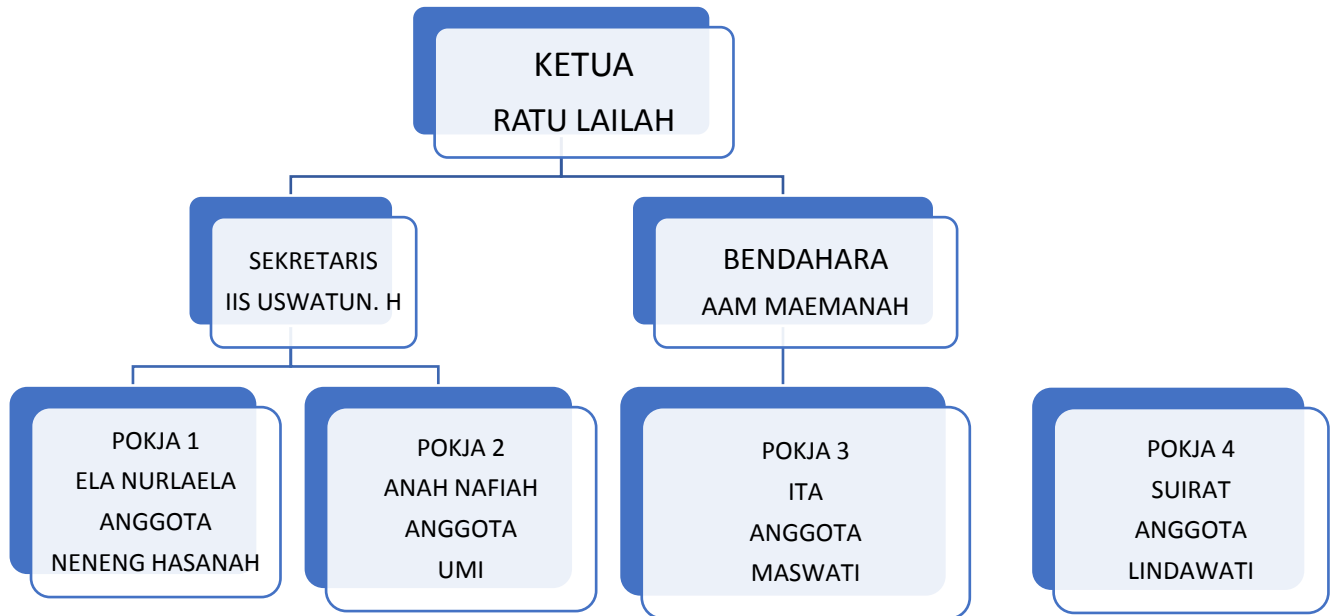 KETUA
RATU LAILAH
SEKRETARIS
IIS USWATUN. H
BENDAHARA
AAM MAEMANAH
POKJA 1
ELA NURLAELA
ANGGOTA
NENENG HASANAH
POKJA 2
ANAH NAFIAH
ANGGOTA
UMI
POKJA 3
ITA
ANGGOTA
MASWATI
POKJA 4
SUIRAT
ANGGOTA
LINDAWATI